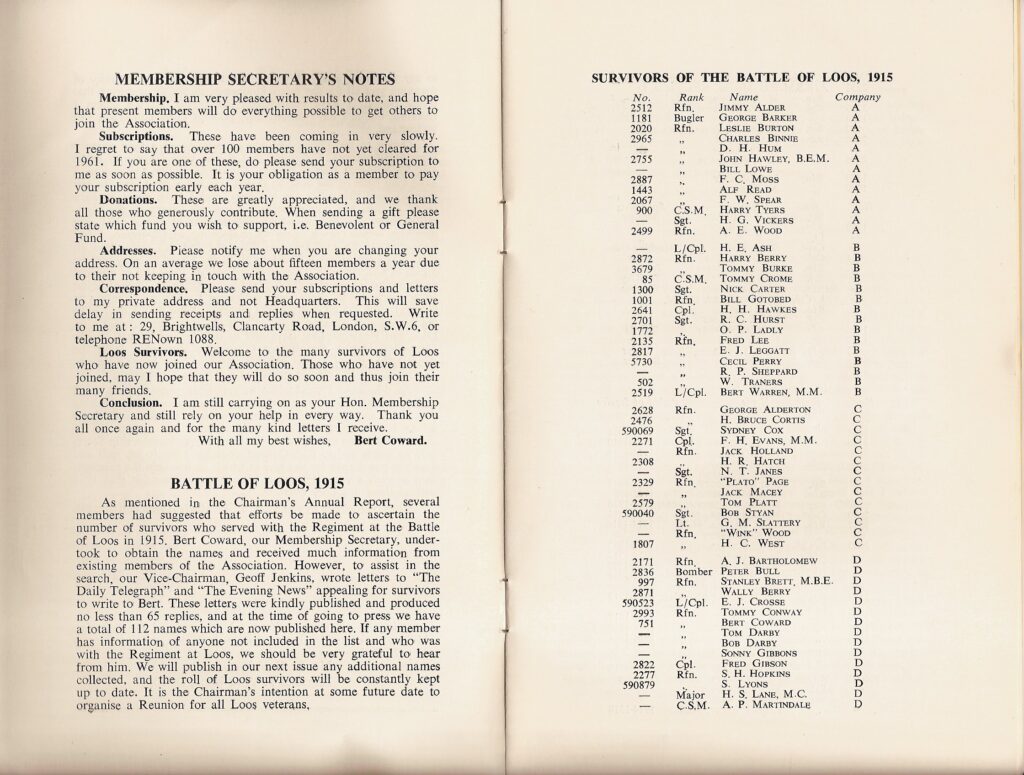 MEMBERSHIP SECRETARY'S NOTES
Membership. I am very pleased with results to date, and hope
that present members will do everything possible to get others to
join the Association.
Subscriptions. These have been coming in very slowly.
I regret to say that over 100 members have not yet cleared for
1961. If you are one of these, do please send your subscription to
me as soon as possible. It is your obligation as a member to pay
your subscription early each year.
Donations. These are greatly appreciated, and we thank
all those who generously contribute. When sending a gift please
state which fund you wish to support, i.e. Benevolent or General
Fund.
Addresses. Please notify me when you are changing your
address. On an average we lose about fifteen members a year due
to their not keeping in touch with the Association.
Correspondence. Please send your subscriptions and letters
to my private address and not Headquarters. This will save
delay in sending receipts and replies when requested. Write
to me at : 29, Brightwells, Clancarty Road, London, S.W.6, or
telephone RENown 1088.
Loos Survivors. Welcome to the many survivors of Loos
who have now joined our Association. Those who have not yet
joined, may I hope that they will do so soon and thus join their
many friends.
Conclusion. I am still carrying on as your Hon. Membership
Secretary and still rely on your help in every way. Thank you
all once again and for the many kind letters I receive.
With all my best wishes, Bert Coward.
BATTLE OF LOOS, 1915
As mentioned in the Chairman's Annual Report, several
members had suggested that efforts be made to ascertain the
number of survivors who served with the Regiment at the Battle
of Loos in 1915. Bert Coward, our Membership Secretary, under-
took to obtain the names and received much information from
existing members of the Association. However, to assist in the
search, our Vice-Chairman, Geoff Jenkins, wrote letters to "The
Daily Telegraph" and "The Evening News" appealing for survivors
to write to Bert. These letters were kindly published and produced
no less than 65 replies, and at the time of going to press we have
a total of 112 names which are now published here. If any member
has information of anyone not included in the list and who was
with the Regiment at Loos, we should be very grateful to hear
from him. We will publish in our next issue any additional names
collected, and the roll of Loos survivors will be constantly kept
up to date. It is the Chairman's intention at some future date to
organise a Reunion for all Loos veterans.
SURVIVORS OF THE BATTLE OF LOOS, 1915
No. Rank Name Company
2512 Rfn. JIMMY ALDER A
1181 Bugler GEORGE BARKER A
2020 Rfn. LESLIE BURTON A
2965 ,, CHARLES BINNIE A
— ,, D. H. HUM A
2755 ,, JOHN HAWLEY, B.E.M. A
— ,, BILL LOWE A
2887 ,, F. C. MOSS A
1443 ,, ALF READ A
2067 ,, F. W. SPEAR A
900 C.S.M. HARRY TYERS A
— Sgt. H. G. VICKERS A
2499 Rfn. A. E. WOOD A
— L/Cpl. H. E. ASH B
2872 Rfn. HARRY BERRY B
3679 ,, TOMMY BURKE B
85 C.S.M. TOMMY CROME B
1300 Sgt. NICK CARTER B
1001 Rfn. BILL GOTOBED B
2641 Cpl. H. H. HAWKES B
2701 Sgt. R. C. HURST B
1772 ,, O. P. LADLY B
2135 Rfn. FRED LEE B
2817 ,, E. J. LEGGATT B
5730 ,, CECIL PERRY B
— ,, R. P. SHEPPARD B
502 ,, W. TRANERS B
2519 L/Cpl. BERT WARREN, M.M. B
2628 Rfn. GEORGE ALDERTON C
2476 ,, H. BRUCE CORTIS C
590069 Sgt. SYDNEY COX C
2271 Cpl. F. H. EVANS, M.M. C
— Rfn. JACK HOLLAND C
2308 ,, H. R. HATCH C
— Sgt. N. T. JANES C
2329 Rfn. "PLATO" PAGE C
— ,, JACK MACEY C
2579 ,, TOM PLATT C
590040 Sgt. BOB STYAN C
— Lt. G. M. SLATTERY C
— Rfn. "WINK" WOOD C
1807 ,, H. C. WEST C
2171 Rfn. A. J. BARTHOLOMEW D
2836 Bomber PETER BULL D
997 Rfn. STANLEY BRETT, M.B.E. D
2871 ,, WALLY BERRY D
590523 L/Cpl. E. J. CROSSE D
2993 Rfn. TOMMY CONWAY D
751 ,, BERT COWARD D
— ,, TOM DARBY D
— ,, BOB DARBY D
— ,, SONNY GIBBONS D
2822 Cpl. FRED GIBSON D
2277 Rfn. S. H. HOPKINS D
590879 ,, S. LYONS D
— Major H. S. LANE, M.C. D
— C.S.M. A. P. MARTINDALE D